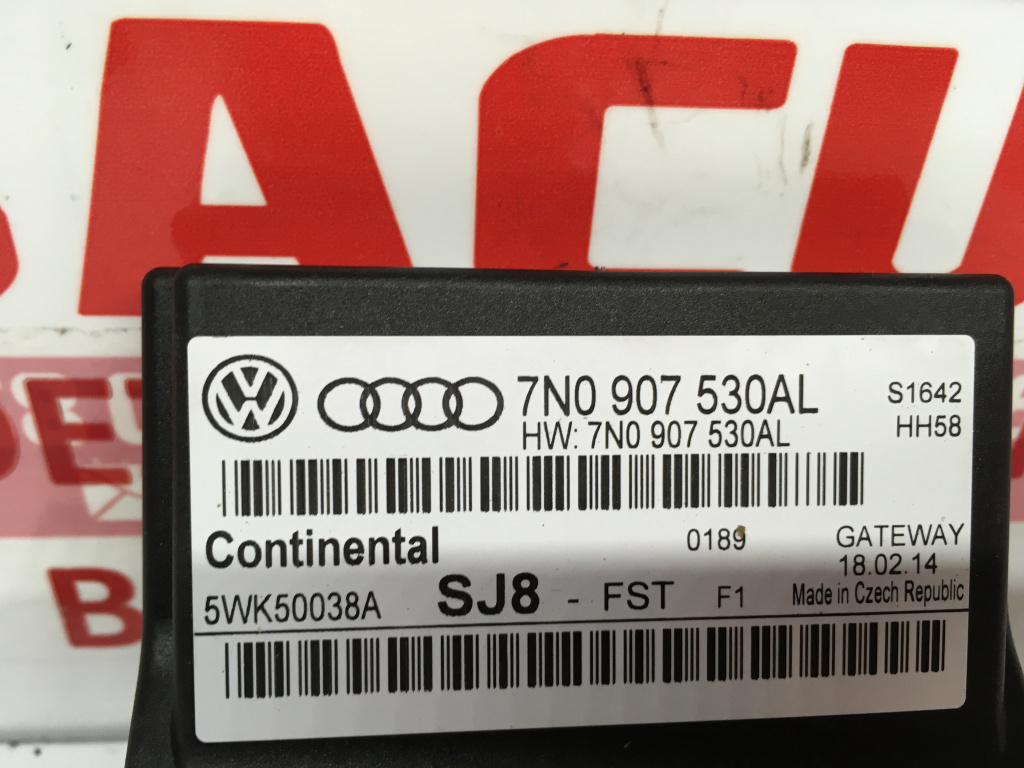 ACU
7N0 907 530AL
S1642
HW: 7N0 907 530AL
HH58
Continental
0189
GATEWAY
18.02.14
5WK50038A
SJ8 - FST F1
Made in Czech Republic